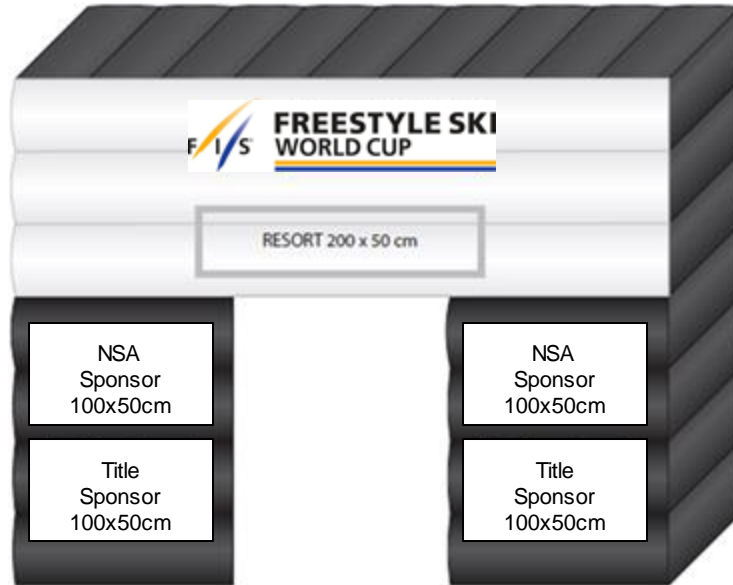 FIS
FREESTYLE SKI
WORLD CUP
RESORT 200 x 50 cm
NSA
Sponsor
100x50cm
NSA
Sponsor
100x50cm
Title
Sponsor
100x50cm
Title
Sponsor
100x50cm